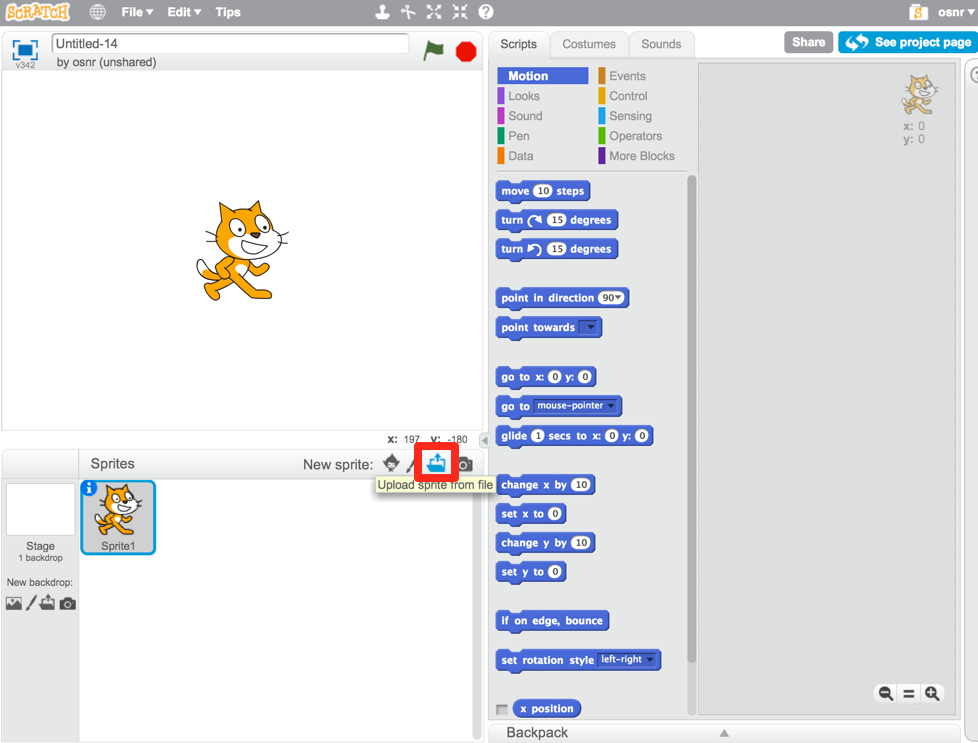 SCRATCH File▼ Edit▼ Tips ? S osnr▼
v342 Untitled-14
by osnr (unshared)
Scripts Costumes Sounds Share See project page
Motion Events
Looks Control
Sound Sensing
Pen Operators
Data More Blocks
x: 0
y: 0
move 10 steps
turn 15 degrees
turn 15 degrees
point in direction 90▼
point towards
go to x: 0 y: 0
go to mouse-pointer
glide 1 secs to x: 0 y: 0
change x by 10
set x to 0
change y by 10
set y to 0
if on edge, bounce
set rotation style left-right
x position
x: 197 y: -180
Sprites New sprite:
Upload sprite from file
i
Sprite1
Stage
1 backdrop
New backdrop:
Backpack